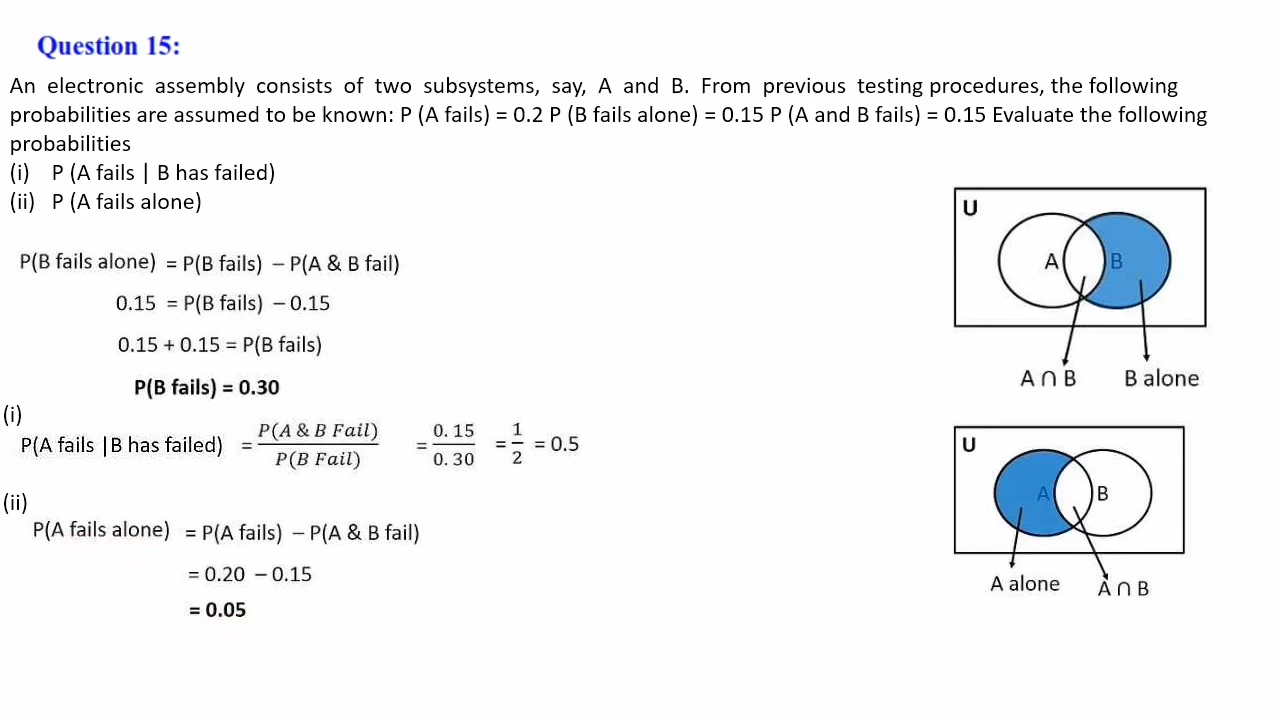 Question 15:
An electronic assembly consists of two subsystems, say, A and B. From previous testing procedures, the following
probabilities are assumed to be known: P (A fails) = 0.2 P (B fails alone) = 0.15 P (A and B fails) = 0.15 Evaluate the following
probabilities
(i) P (A fails | B has failed)
(ii) P (A fails alone)
P(B fails alone) = P(B fails) – P(A & B fail)
0.15 = P(B fails) – 0.15
0.15 + 0.15 = P(B fails)
P(B fails) = 0.30
(i)
P(A fails |B has failed) = P(A & B Fail) / P(B Fail) = 0.15 / 0.30 = 1/2 = 0.5
(ii)
P(A fails alone) = P(A fails) – P(A & B fail)
= 0.20 – 0.15
= 0.05
U
A B
A ∩ B B alone
U
A B
A alone A ∩ B